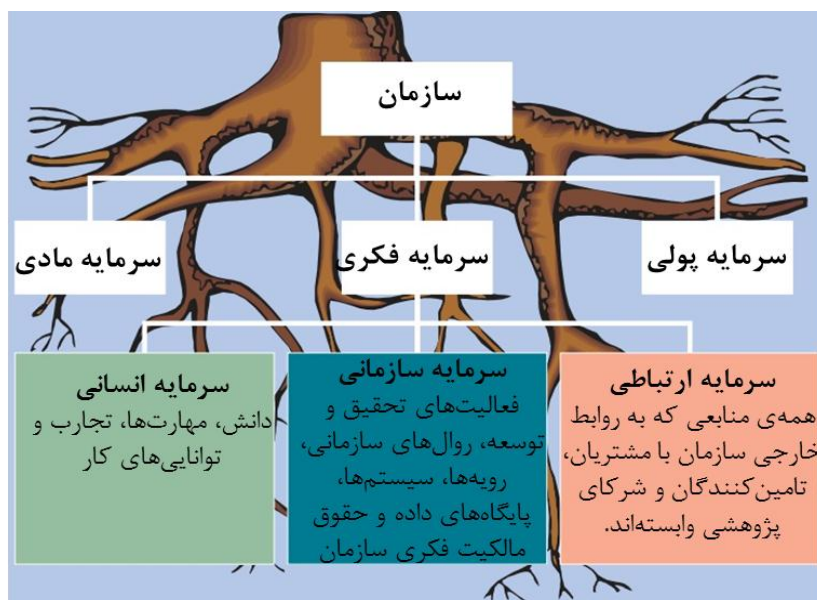 سازمان
سرمایه پولی
سرمایه فکری
سرمایه مادی
سرمایه ارتباطی
همه‌ی منابعی که به روابط
خارجی سازمان با مشتریان،
تامین‌کنندگان و شرکای
پژوهشی وابسته‌اند.
سرمایه سازمانی
فعالیت‌های تحقیق و
توسعه، روال‌های سازمانی،
رویه‌ها، سیستم‌ها،
پایگاه‌های داده و حقوق
مالکیت فکری سازمان
سرمایه انسانی
دانش، مهارت‌ها، تجارب و
توانایی‌های کار